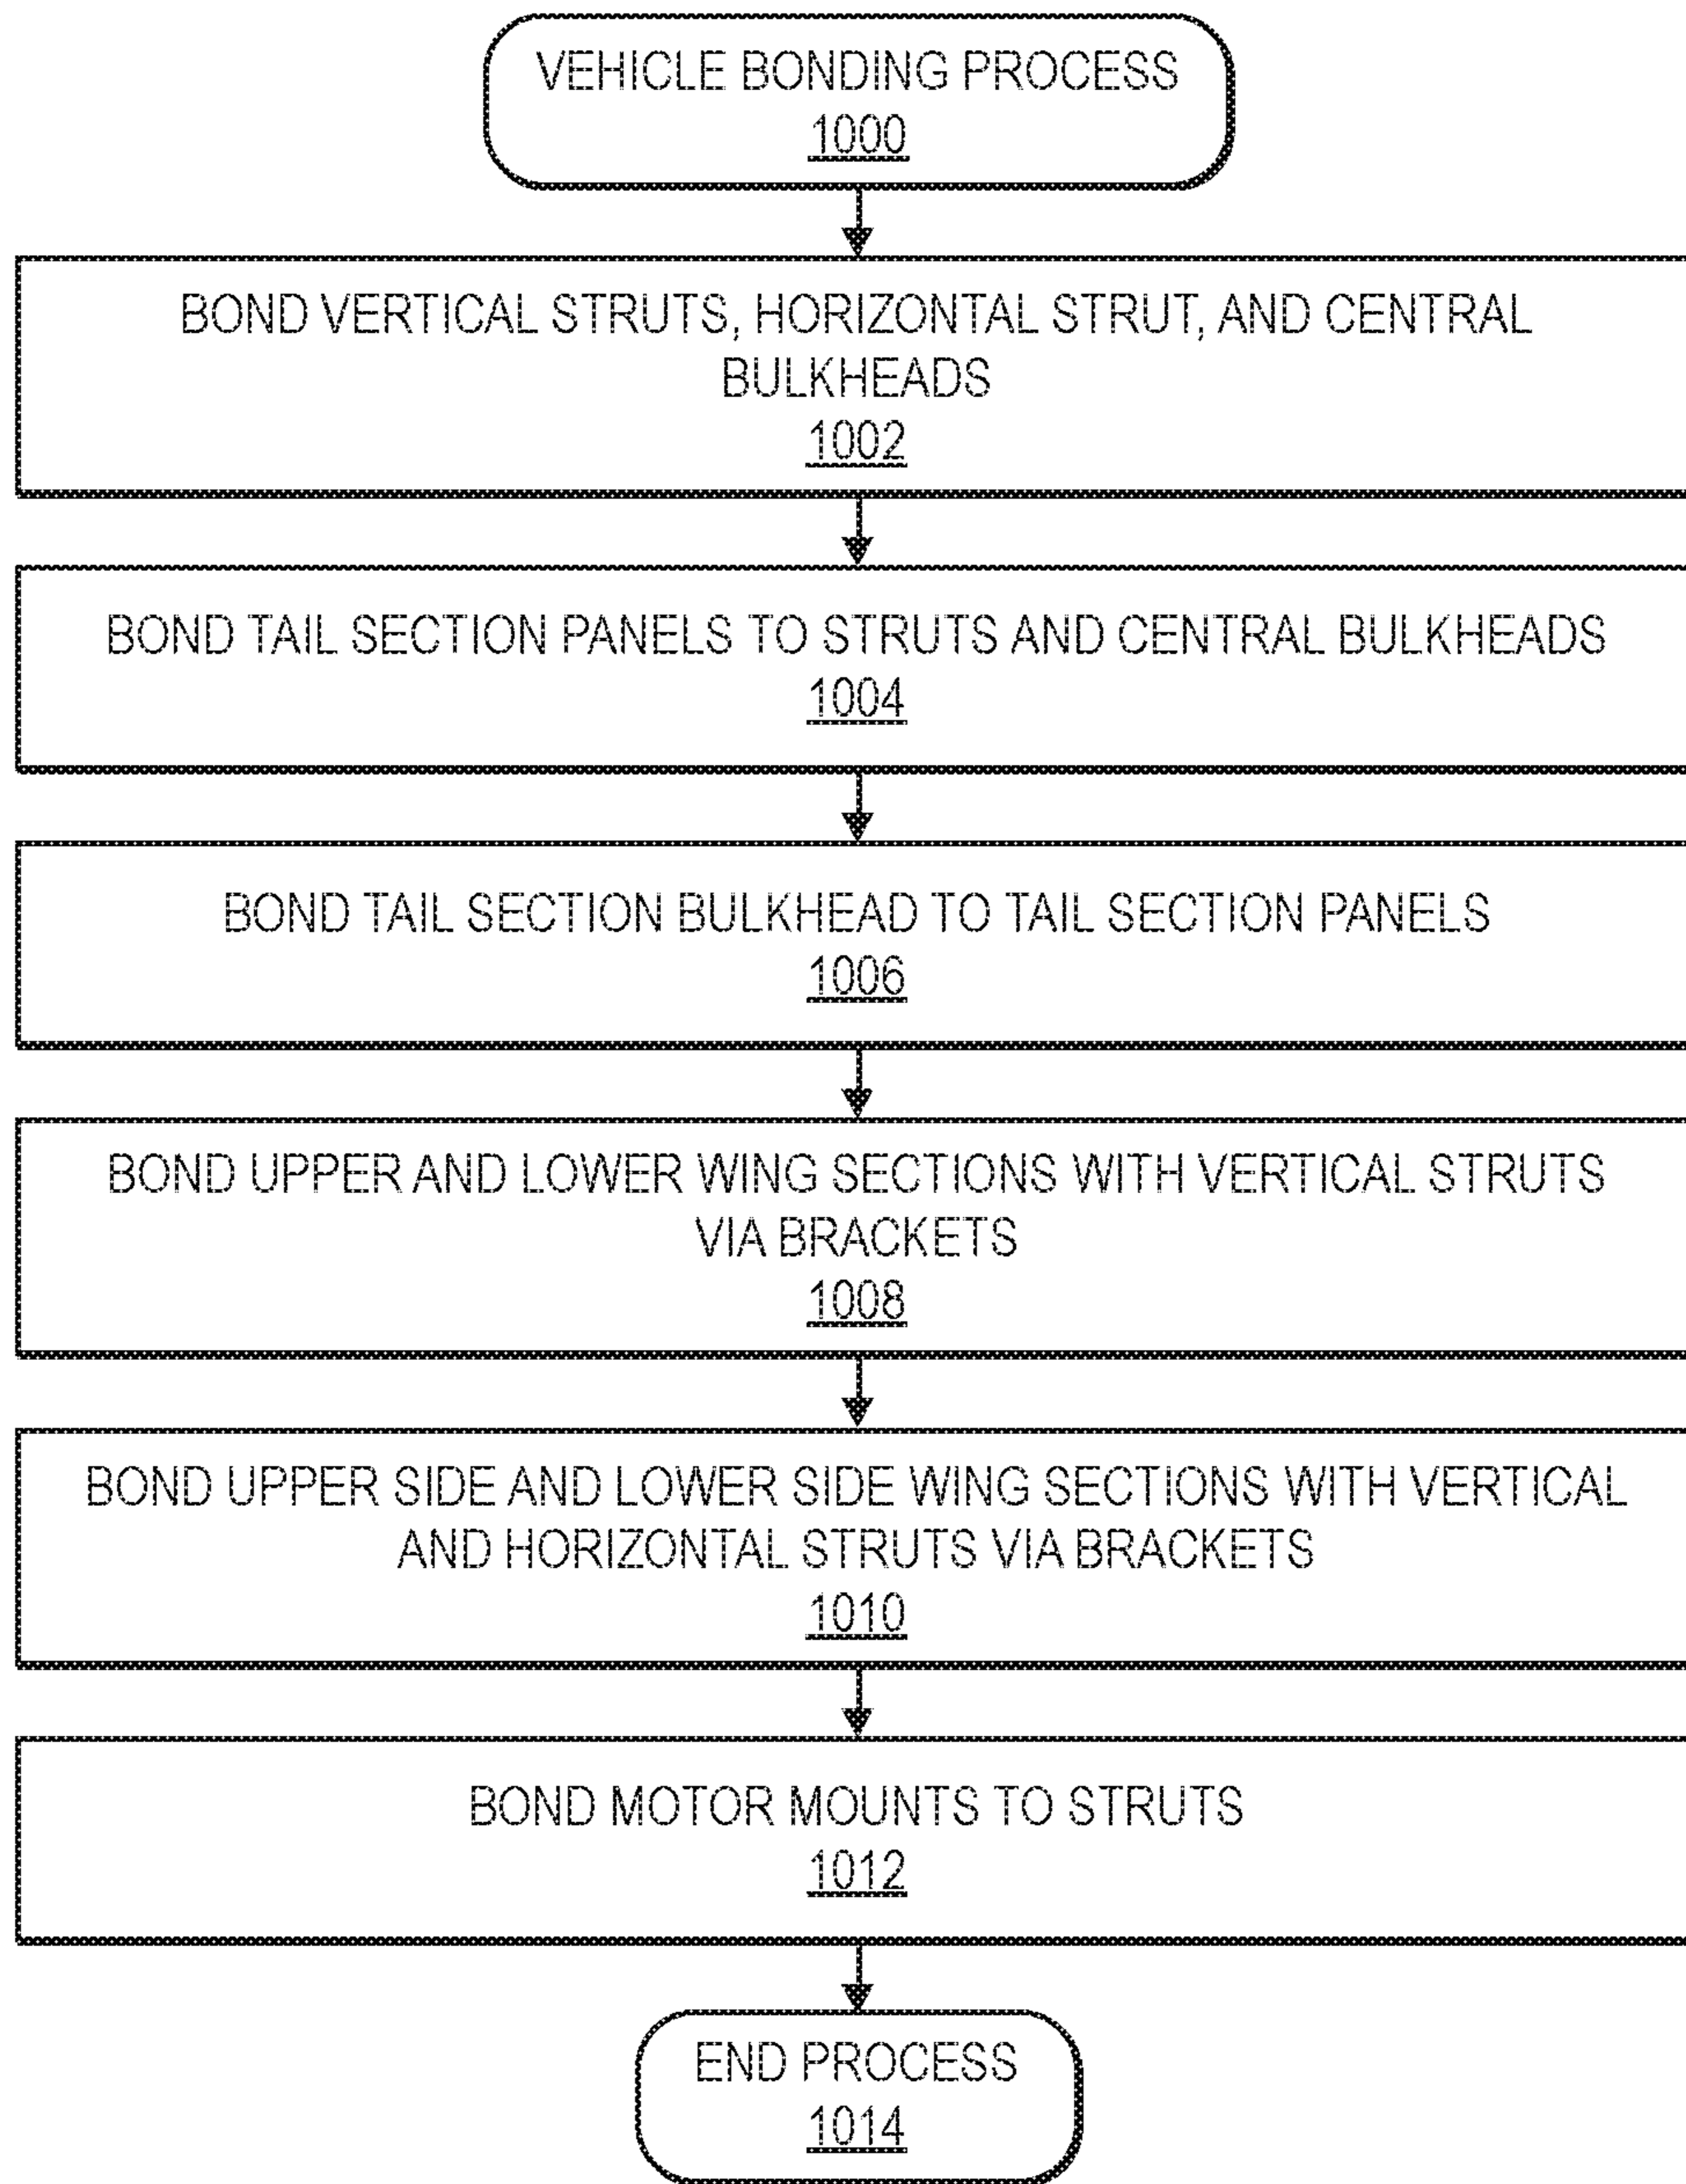 VEHICLE BONDING PROCESS
1000
BOND VERTICAL STRUTS, HORIZONTAL STRUT, AND CENTRAL
BULKHEADS
1002
BOND TAIL SECTION PANELS TO STRUTS AND CENTRAL BULKHEADS
1004
BOND TAIL SECTION BULKHEAD TO TAIL SECTION PANELS
1006
BOND UPPER AND LOWER WING SECTIONS WITH VERTICAL STRUTS
VIA BRACKETS
1008
BOND UPPER SIDE AND LOWER SIDE WING SECTIONS WITH VERTICAL
AND HORIZONTAL STRUTS VIA BRACKETS
1010
BOND MOTOR MOUNTS TO STRUTS
1012
END PROCESS
1014